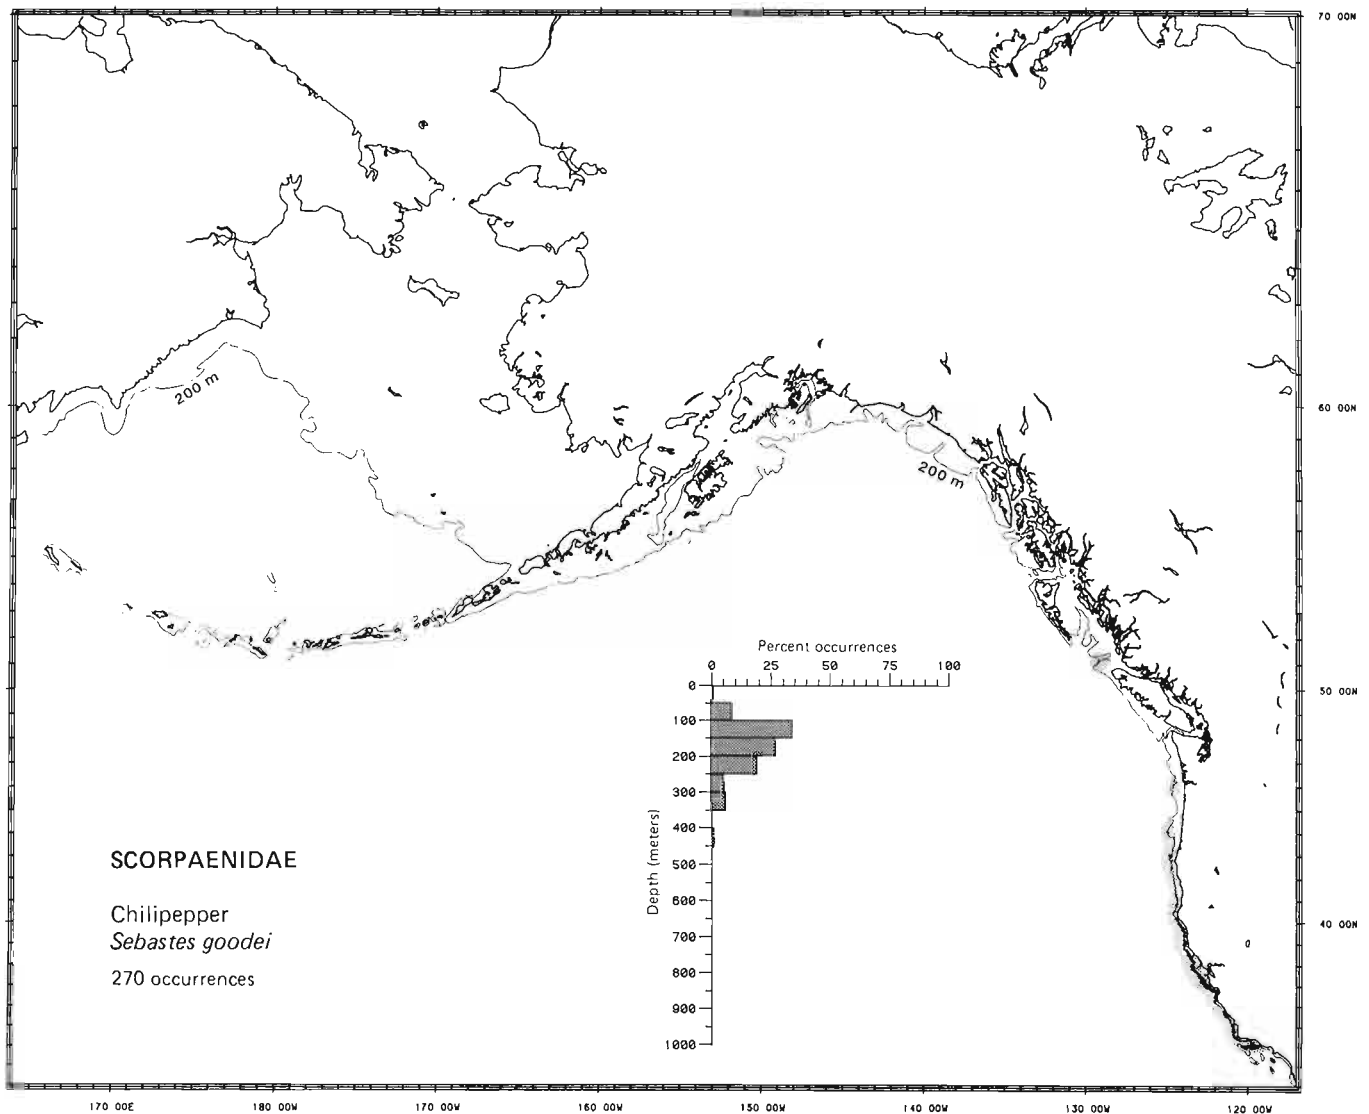 70 00N
200 m
60 00N
200 m
Percent occurrences
0 25 50 75 100
0
50 00N
100
200
300
400
500
600
700
800
900
1000
Depth (meters)
SCORPAENIDAE
Chilipepper
Sebastes goodei
270 occurrences
40 00N
170 00E 180 00W 170 00W 160 00W 150 00W 140 00W 130 00W 120 00W